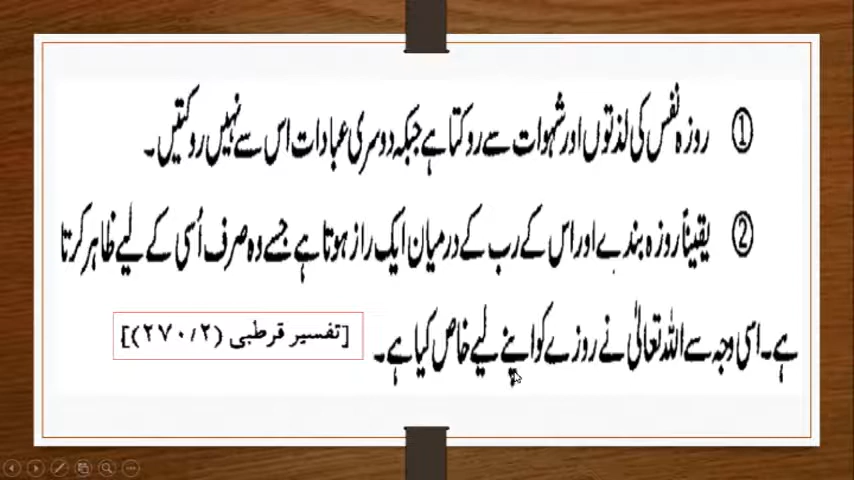 ① روزہ نفس کی لذتوں اور شہوات سے روکتا ہے جبکہ دوسری عبادات اس سے نہیں روکتیں۔
② یقیناً روزہ بندے اور اس کے رب کے درمیان ایک راز ہوتا ہے جسے وہ صرف اُسی کے لیے ظاہر کرتا
ہے۔ اسی وجہ سے اللہ تعالیٰ نے روزے کو اپنے لیے خاص کیا ہے۔ [تفسیر قرطبی (٢٧٠/٢)]